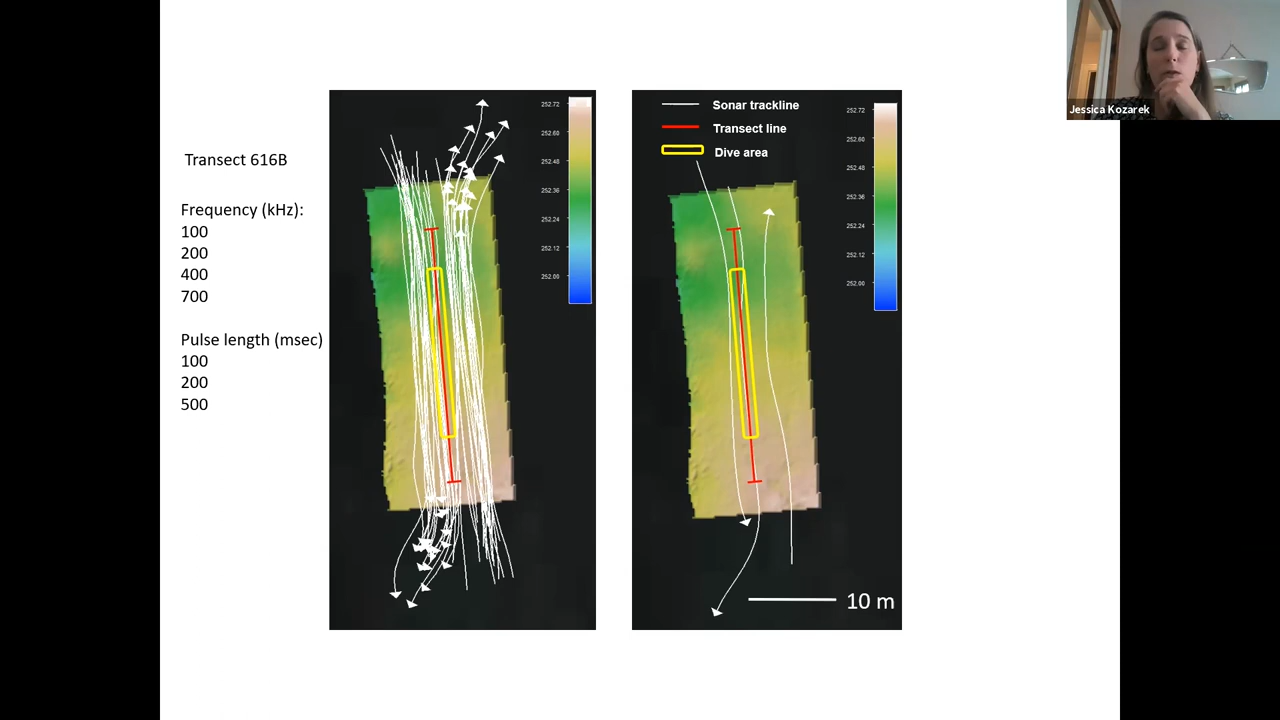 Transect 616B
Frequency (kHz):
100
200
400
700
Pulse length (msec)
100
200
500
252.72
252.60
252.48
252.36
252.24
252.12
252.00
Sonar trackline
Transect line
Dive area
252.72
252.60
252.48
252.36
252.24
252.12
252.00
10 m
Jessica Kozarek